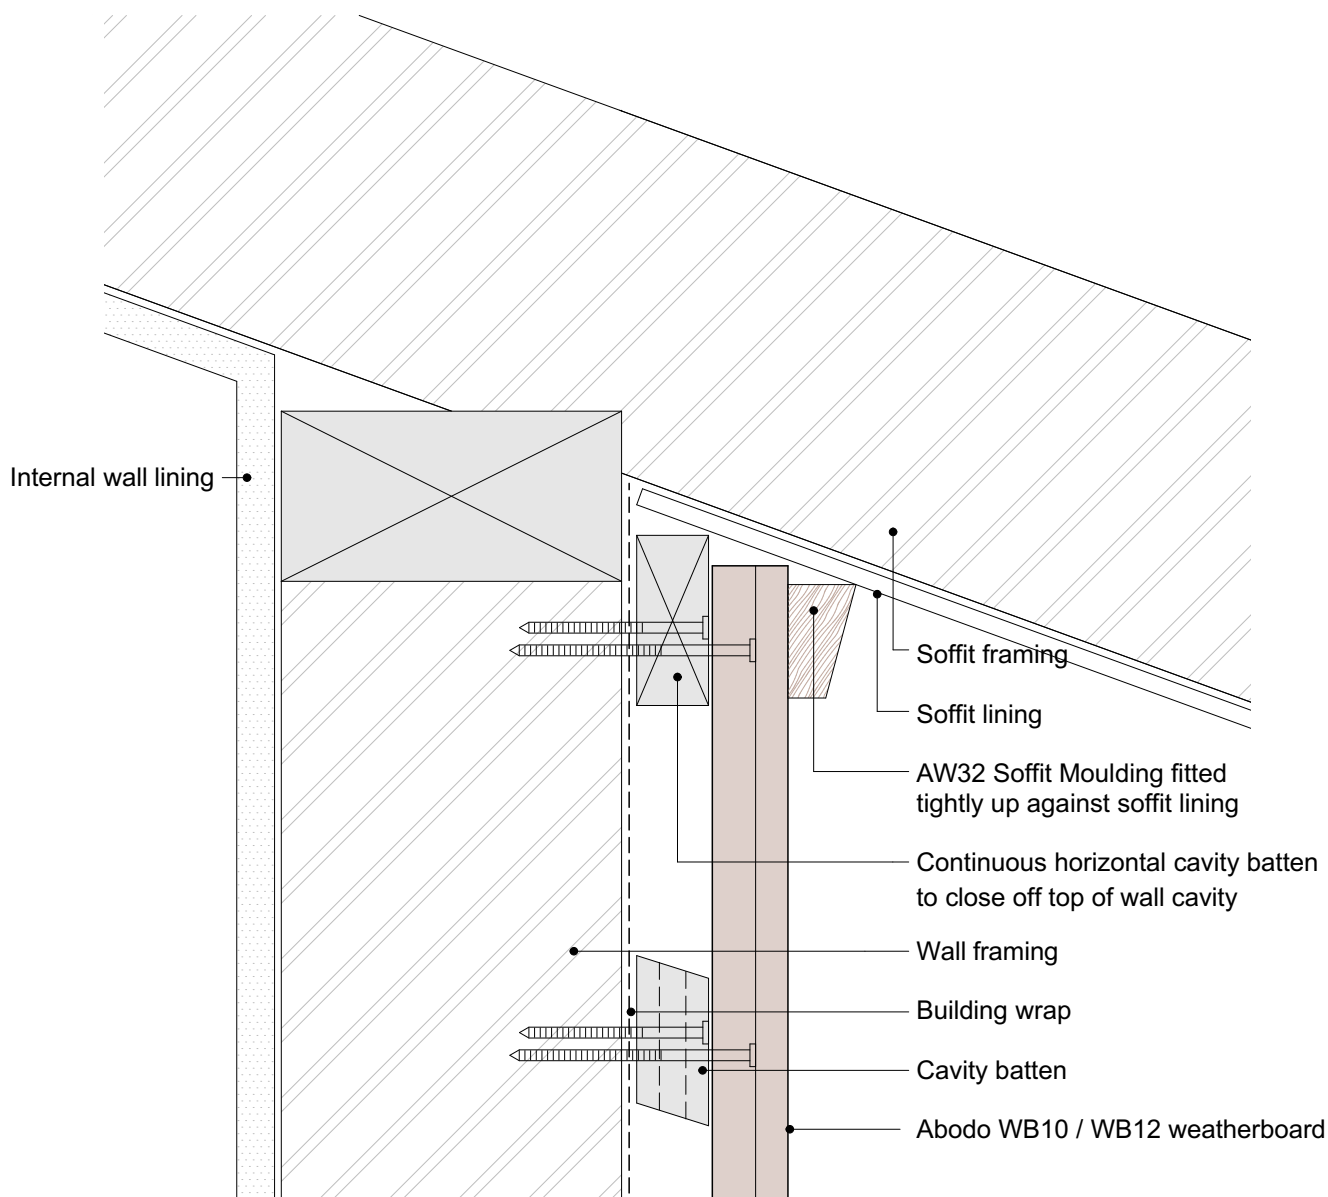 Internal wall lining
Soffit framing
Soffit lining
AW32 Soffit Moulding fitted
tightly up against soffit lining
Continuous horizontal cavity batten
to close off top of wall cavity
Wall framing
Building wrap
Cavity batten
Abodo WB10 / WB12 weatherboard